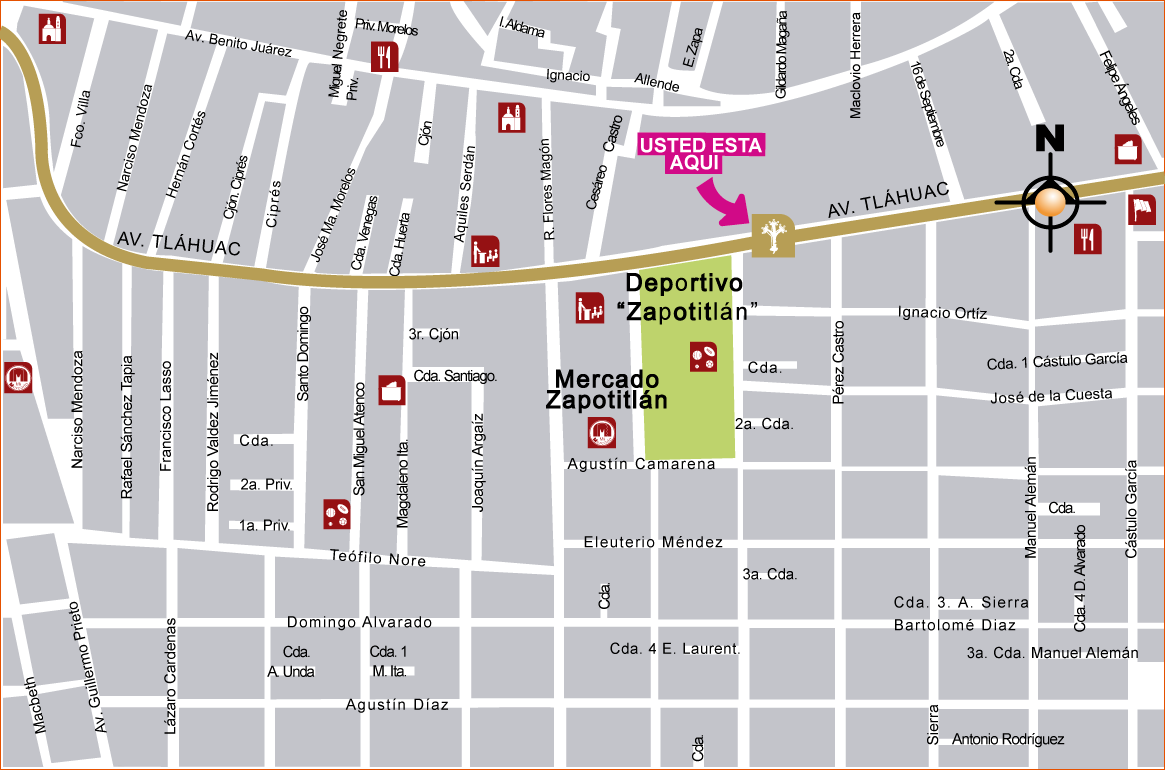 Av. Benito Juárez
Miguel Negrete
Priv.
Priv. Morelos
I. Aldama
Ignacio
Allende
E. Zapa
Gildardo Magaña
Maclovio Herrera
16 de Septiembre
2a. Cda
Felipe Angeles
Fco. Villa
Narciso Mendoza
Hernán Cortés
Cjón. Ciprés
Ciprés
José Ma. Morelos
Cda. Venegas
Cda. Huerta
Cjón
Aquiles Serdán
R. Flores Magón
Cesáreo Castro
USTED ESTA
AQUI
N
AV. TLÁHUAC
AV. TLÁHUAC
Deportivo
“Zapotitlán”
Mercado
Zapotitlán
Narciso Mendoza
Rafael Sánchez Tapia
Francisco Lasso
Rodrigo Valdez Jiménez
Cda.
2a. Priv.
1a. Priv.
Santo Domingo
San Miguel Atenco
Magdaleno Ita.
3r. Cjón
Cda. Santiago.
Joaquín Argaíz
Cda.
2a. Cda.
Pérez Castro
Ignacio Ortíz
Cda. 1 Cástulo García
José de la Cuesta
Manuel Alemán
Cda.
Cda. 4 D. Alvarado
Cástulo García
Agustín Camarena
Eleuterio Méndez
Teófilo Nore
3a. Cda.
Cda.
Cda. 3. A. Sierra
Bartolomé Diaz
3a. Cda. Manuel Alemán
Domingo Alvarado
Cda.
A. Unda
Cda. 1
M. Ita.
Cda. 4 E. Laurent.
Agustín Díaz
Macbeth
Av. Guillermo Prieto
Lázaro Cardenas
Cda.
Sierra
Antonio Rodríguez